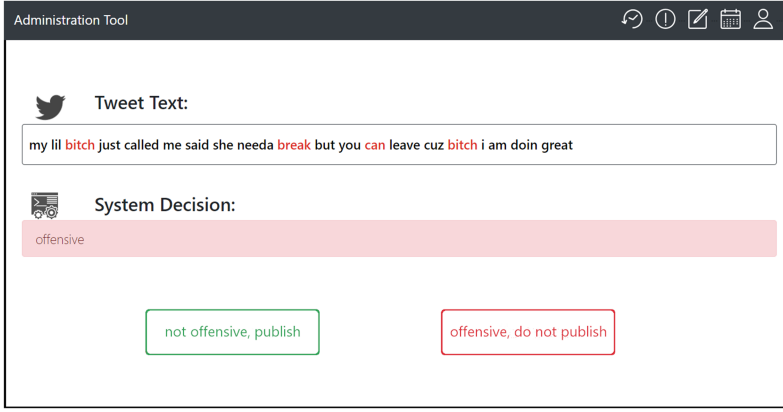 Administration Tool
Tweet Text:
my lil bitch just called me said she needa break but you can leave cuz bitch i am doin great
System Decision:
offensive
not offensive, publish
offensive, do not publish